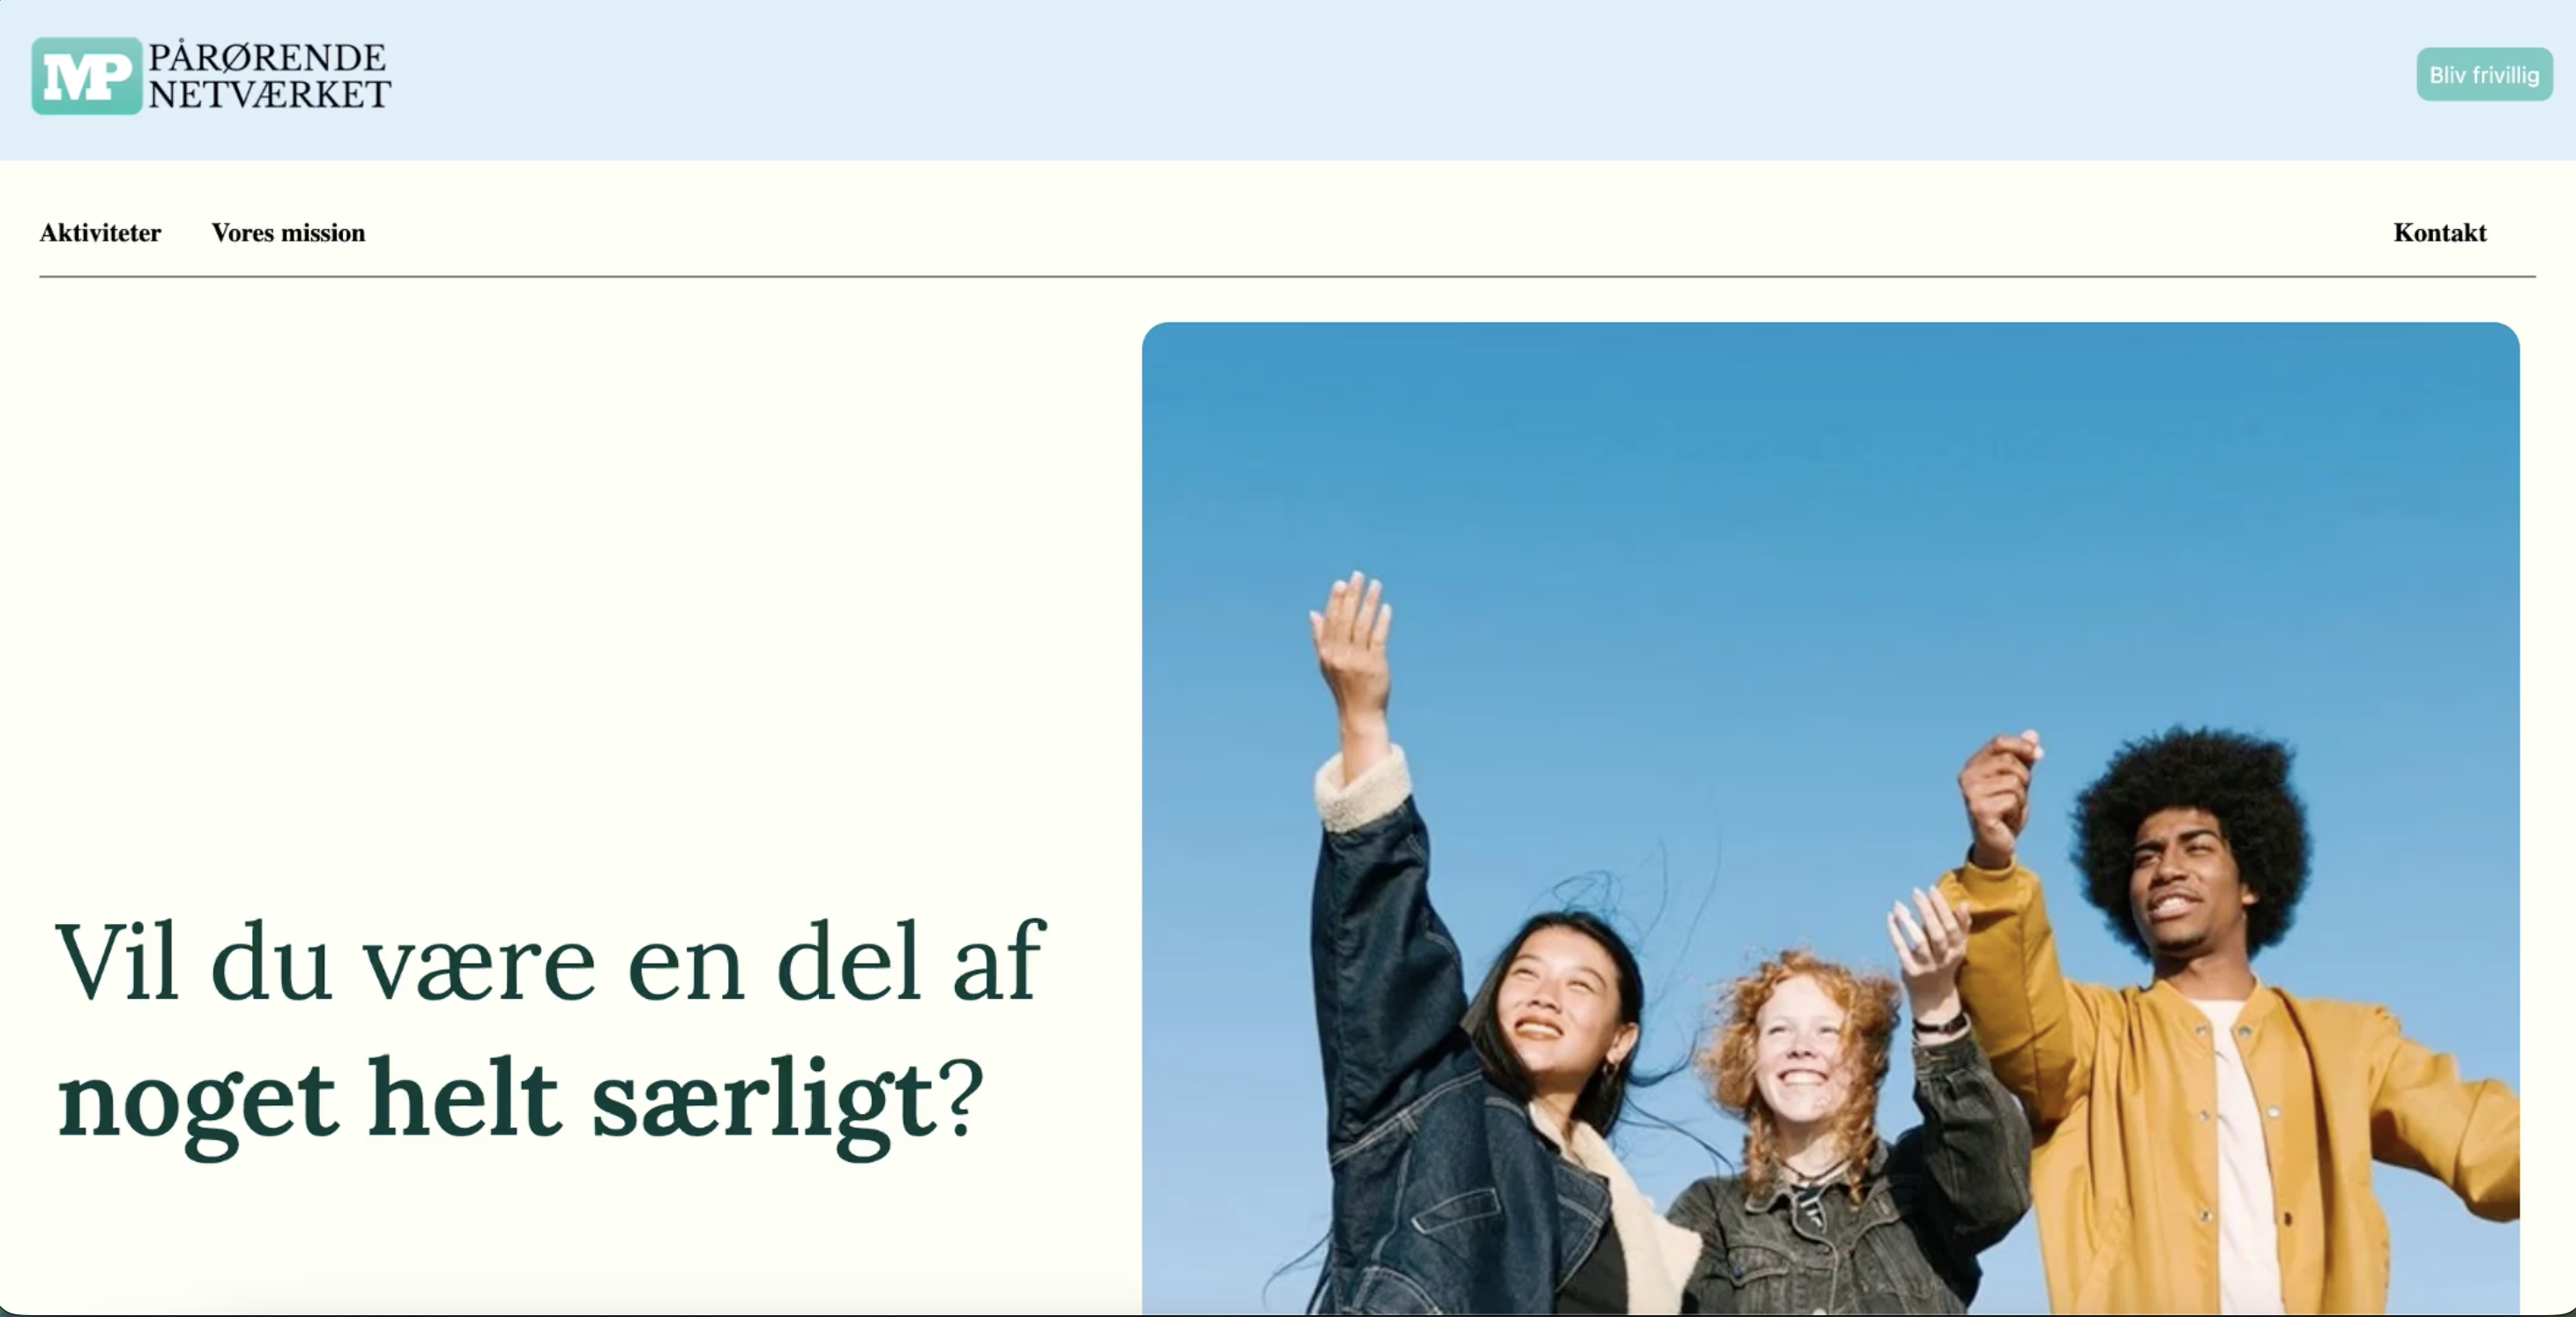 MP PÅRØRENDE
NETVÆRKET
Bliv frivillig
Aktiviteter
Vores mission
Kontakt
Vil du være en del af
noget helt særligt?